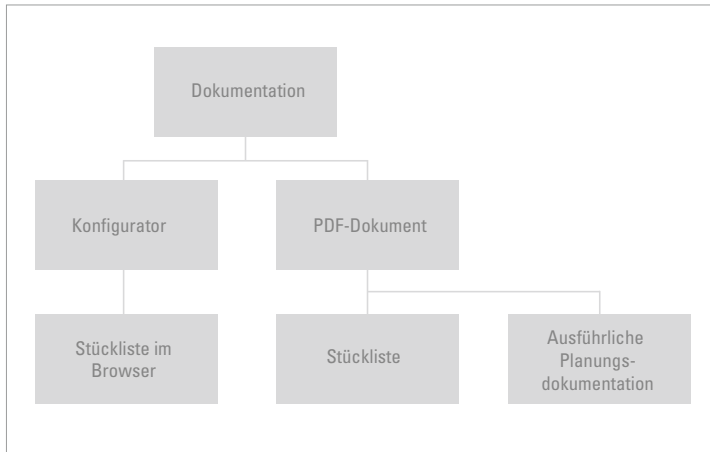 Dokumentation
Konfigurator
PDF-Dokument
Stückliste im
Browser
Stückliste
Ausführliche
Planungs-
dokumentation